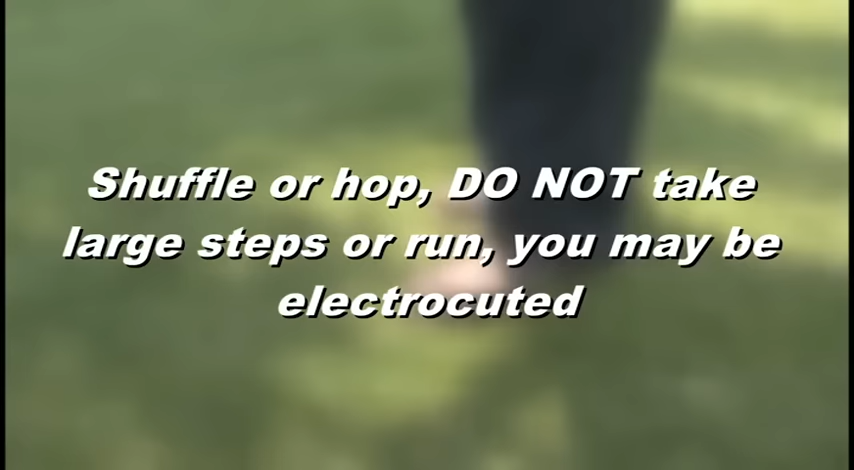 Shuffle or hop, DO NOT take
large steps or run, you may be
electrocuted